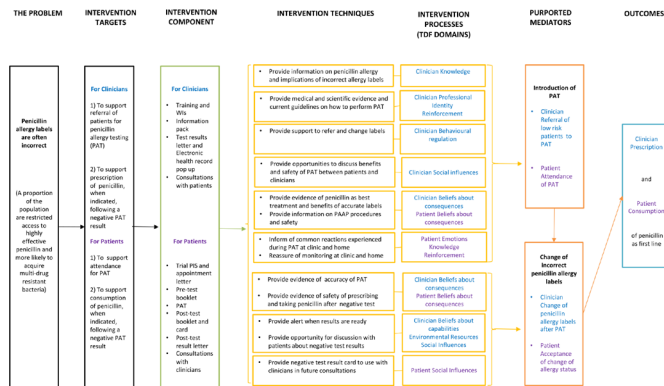 THE PROBLEM
INTERVENTION
TARGETS
INTERVENTION
COMPONENT
INTERVENTION TECHNIQUES
INTERVENTION
PROCESSES
(TDF DOMAINS)
PURPORTED
MEDIATORS
OUTCOMES
Penicillin
allergy labels
are often
incorrect
(A proportion
of the
population
are restricted
access to
highly
effective
penicillin and
more likely to
acquire
multi-drug
resistant
bacteria)
For Clinicians
1) To support
referral of
patients for
penicillin
allergy testing
(PAT)
2) To support
prescription
of penicillin,
when
indicated,
following a
negative PAT
result
For Patients
1) To support
attendance
for PAT
2) To support
consumption
of penicillin,
when
indicated,
following a
negative PAT
result
For Clinicians
• Training and
WIs
• Information
pack
• Test results
letter and
Electronic
health record
pop up
• Consultations
with patients
For Patients
• Trial PIS and
appointment
letter
• Pre-test
booklet
• PAT
• Post-test
booklet and
card
• Post-test
result letter
• Consultations
with
clinicians
• Provide information on penicillin allergy
and implications of incorrect allergy labels
Clinician Knowledge
• Provide medical and scientific evidence and
current guidelines on how to perform PAT
Clinician Professional
Identity
Reinforcement
• Provide support to refer and change labels
Clinician Behavioural
regulation
• Provide opportunities to discuss benefits
and safety of PAT between patients and
clinicians
Clinician Social influences
• Provide evidence of penicillin as best
treatment and benefits of accurate labels
• Provide information on PAAP procedures
and safety
Clinician Beliefs about
consequences
Patient Beliefs about
consequences
• Inform of common reactions experienced
during PAT at clinic and home
• Reassure of monitoring at clinic and home
Patient Emotions
Knowledge
Reinforcement
• Provide evidence of accuracy of PAT
• Provide evidence of safety of prescribing
and taking penicillin after negative test
Clinician Beliefs about
consequences
Patient Beliefs about
consequences
• Provide alert when results are ready
• Provide opportunity for discussion with
patients about negative test results
Clinician Beliefs about
capabilities
Environmental Resources
Social Influences
• Provide negative test result card to use with
clinicians in future consultations
Patient Social Influences
Introduction of
PAT
• Clinician
Referral of
low risk
patients to
PAT
• Patient
Attendance
of PAT
Change of
incorrect
penicillin allergy
labels
• Clinician
Change of
penicillin
allergy labels
after PAT
• Patient
Acceptance
of change of
allergy status
Clinician
Prescription
and
Patient
Consumption
of penicillin
as first line